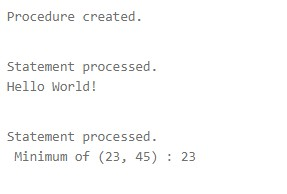 Procedure created.
Statement processed.
Hello World!
Statement processed.
Minimum of (23, 45) : 23